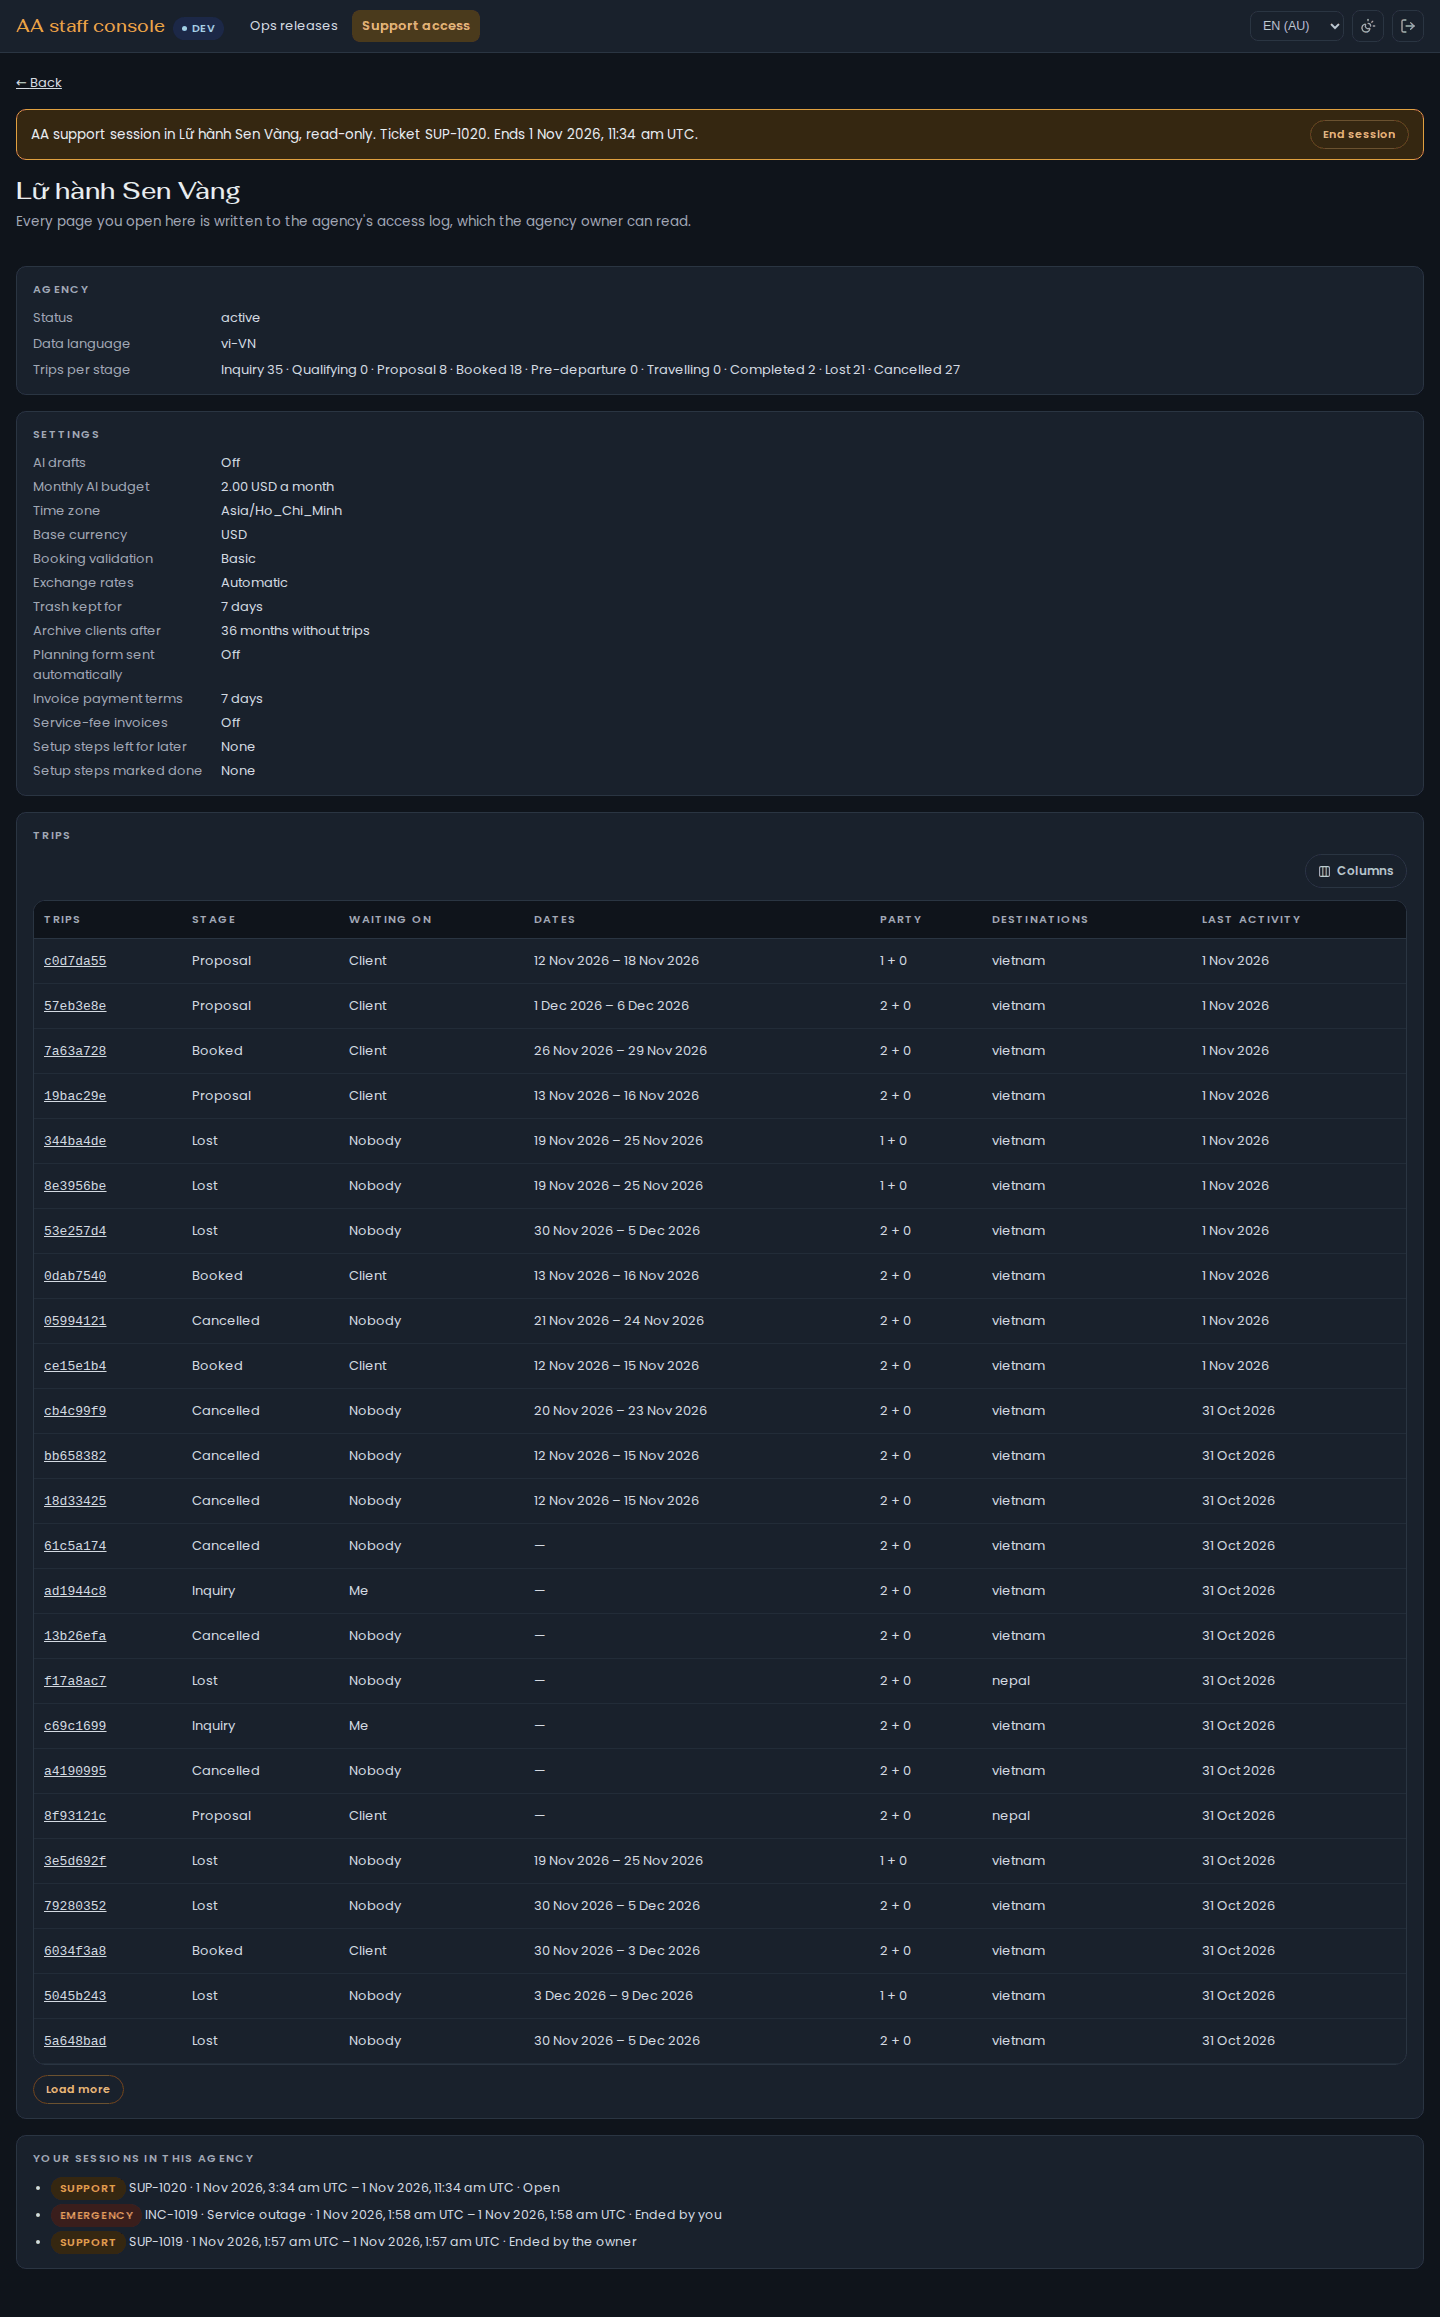 AA staff console
DEV
Ops releases
Support access
EN (AU)
← Back
AA support session in Lữ hành Sen Vàng, read-only. Ticket SUP-1020. Ends 1 Nov 2026, 11:34 am UTC.
End session
Lữ hành Sen Vàng
Every page you open here is written to the agency's access log, which the agency owner can read.
AGENCY
Status active
Data language vi-VN
Trips per stage Inquiry 35 · Qualifying 0 · Proposal 8 · Booked 18 · Pre-departure 0 · Travelling 0 · Completed 2 · Lost 21 · Cancelled 27
SETTINGS
AI drafts Off
Monthly AI budget 2.00 USD a month
Time zone Asia/Ho_Chi_Minh
Base currency USD
Booking validation Basic
Exchange rates Automatic
Trash kept for 7 days
Archive clients after 36 months without trips
Planning form sent automatically Off
Invoice payment terms 7 days
Service-fee invoices Off
Setup steps left for later None
Setup steps marked done None
TRIPS
Columns
TRIPS STAGE WAITING ON DATES PARTY DESTINATIONS LAST ACTIVITY
c0d7da55 Proposal Client 12 Nov 2026 – 18 Nov 2026 1 + 0 vietnam 1 Nov 2026
57eb3e8e Proposal Client 1 Dec 2026 – 6 Dec 2026 2 + 0 vietnam 1 Nov 2026
7a63a728 Booked Client 26 Nov 2026 – 29 Nov 2026 2 + 0 vietnam 1 Nov 2026
19bac29e Proposal Client 13 Nov 2026 – 16 Nov 2026 2 + 0 vietnam 1 Nov 2026
344ba4de Lost Nobody 19 Nov 2026 – 25 Nov 2026 1 + 0 vietnam 1 Nov 2026
8e3956be Lost Nobody 19 Nov 2026 – 25 Nov 2026 1 + 0 vietnam 1 Nov 2026
53e257d4 Lost Nobody 30 Nov 2026 – 5 Dec 2026 2 + 0 vietnam 1 Nov 2026
0dab7540 Booked Client 13 Nov 2026 – 16 Nov 2026 2 + 0 vietnam 1 Nov 2026
05994121 Cancelled Nobody 21 Nov 2026 – 24 Nov 2026 2 + 0 vietnam 1 Nov 2026
ce15e1b4 Booked Client 12 Nov 2026 – 15 Nov 2026 2 + 0 vietnam 1 Nov 2026
cb4c99f9 Cancelled Nobody 20 Nov 2026 – 23 Nov 2026 2 + 0 vietnam 31 Oct 2026
bb658382 Cancelled Nobody 12 Nov 2026 – 15 Nov 2026 2 + 0 vietnam 31 Oct 2026
18d33425 Cancelled Nobody 12 Nov 2026 – 15 Nov 2026 2 + 0 vietnam 31 Oct 2026
61c5a174 Cancelled Nobody — 2 + 0 vietnam 31 Oct 2026
ad1944c8 Inquiry Me — 2 + 0 vietnam 31 Oct 2026
13b26efa Cancelled Nobody — 2 + 0 vietnam 31 Oct 2026
f17a8ac7 Lost Nobody — 2 + 0 nepal 31 Oct 2026
c69c1699 Inquiry Me — 2 + 0 vietnam 31 Oct 2026
a4190995 Cancelled Nobody — 2 + 0 vietnam 31 Oct 2026
8f93121c Proposal Client — 2 + 0 nepal 31 Oct 2026
3e5d692f Lost Nobody 19 Nov 2026 – 25 Nov 2026 1 + 0 vietnam 31 Oct 2026
79280352 Lost Nobody 30 Nov 2026 – 5 Dec 2026 2 + 0 vietnam 31 Oct 2026
6034f3a8 Booked Client 30 Nov 2026 – 3 Dec 2026 2 + 0 vietnam 31 Oct 2026
5045b243 Lost Nobody 3 Dec 2026 – 9 Dec 2026 1 + 0 vietnam 31 Oct 2026
5a648bad Lost Nobody 30 Nov 2026 – 5 Dec 2026 2 + 0 vietnam 31 Oct 2026
Load more
YOUR SESSIONS IN THIS AGENCY
• SUPPORT SUP-1020 · 1 Nov 2026, 3:34 am UTC – 1 Nov 2026, 11:34 am UTC · Open
• EMERGENCY INC-1019 · Service outage · 1 Nov 2026, 1:58 am UTC – 1 Nov 2026, 1:58 am UTC · Ended by you
• SUPPORT SUP-1019 · 1 Nov 2026, 1:57 am UTC – 1 Nov 2026, 1:57 am UTC · Ended by the owner